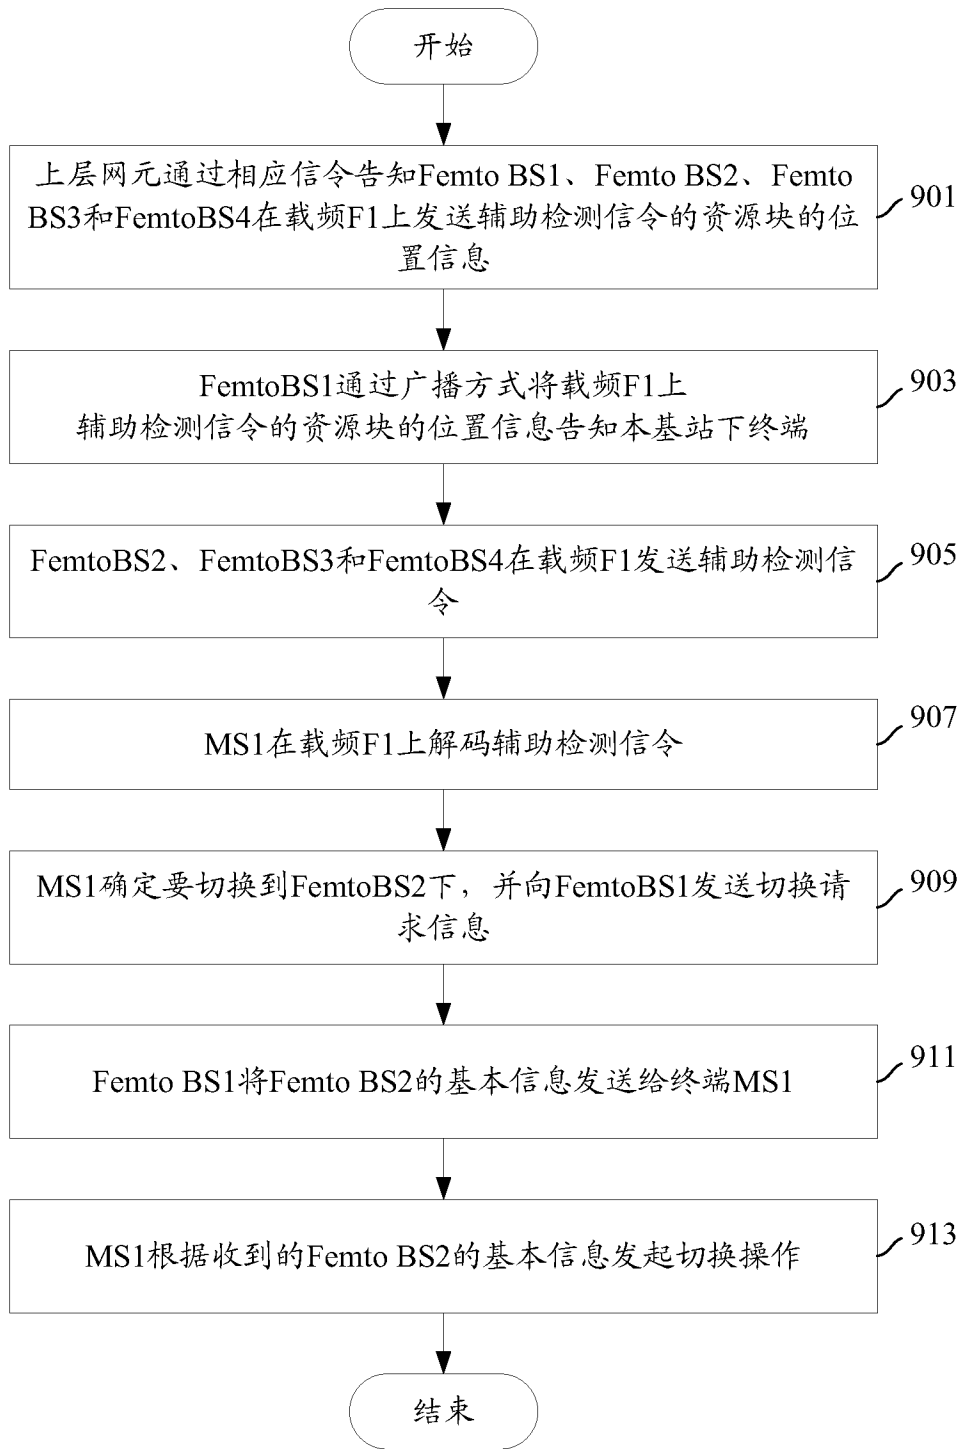 开始
上层网元通过相应信令告知Femto BS1、Femto BS2、Femto
BS3和FemtoBS4在载频F1上发送辅助检测信令的资源块的位
置信息
901
FemtoBS1通过广播方式将载频F1上
辅助检测信令的资源块的位置信息告知本基站下终端
903
FemtoBS2、FemtoBS3和FemtoBS4在载频F1发送辅助检测信
令
905
MS1在载频F1上解码辅助检测信令
907
MS1确定要切换到FemtoBS2下，并向FemtoBS1发送切换请
求信息
909
Femto BS1将Femto BS2的基本信息发送给终端MS1
911
MS1根据收到的Femto BS2的基本信息发起切换操作
913
结束